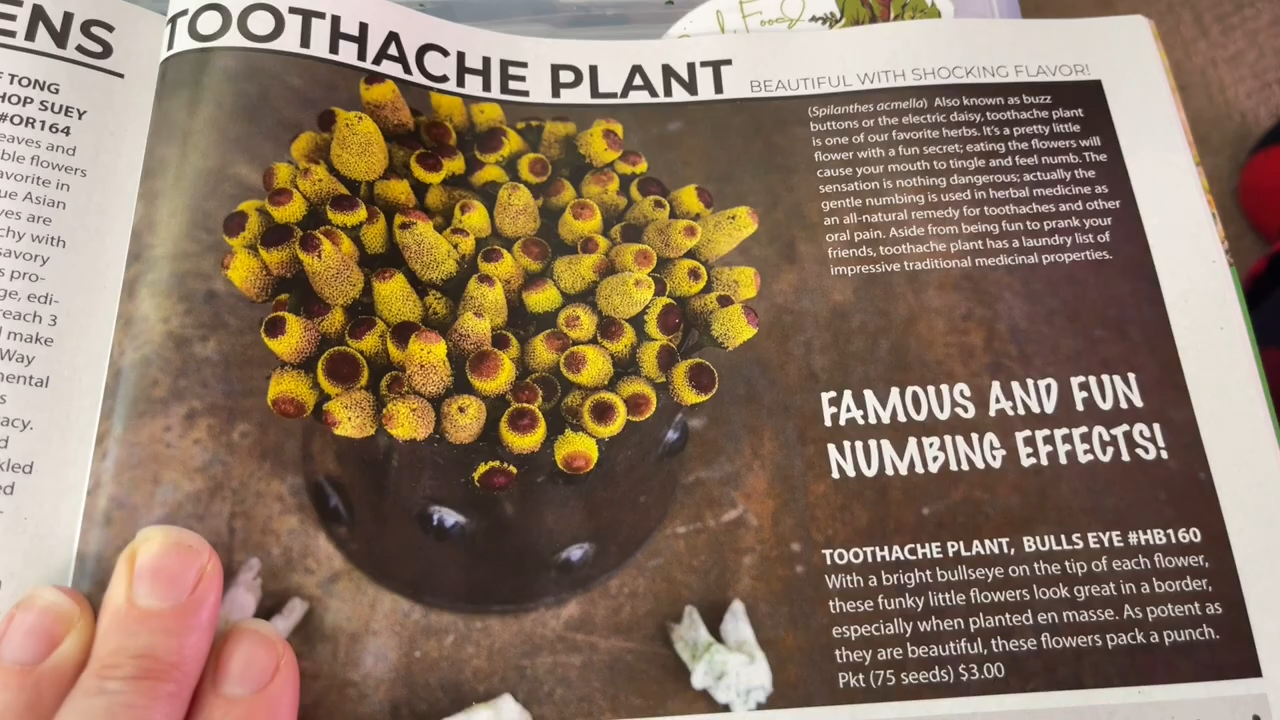 ENS
TONG
HOP SUEY
#OR164
eaves and
ble flowers
avorite in
ue Asian
ves are
chy with
savory
s pro-
ge, edi-
reach 3
l make
Way
mental
s
acy.
d
kled
ed
Food
TOOTHACHE PLANT BEAUTIFUL WITH SHOCKING FLAVOR!
(Spilanthes acmella) Also known as buzz
buttons or the electric daisy, toothache plant
is one of our favorite herbs. It's a pretty little
flower with a fun secret; eating the flowers will
cause your mouth to tingle and feel numb. The
sensation is nothing dangerous; actually the
gentle numbing is used in herbal medicine as
an all-natural remedy for toothaches and other
oral pain. Aside from being fun to prank your
friends, toothache plant has a laundry list of
impressive traditional medicinal properties.
FAMOUS AND FUN
NUMBING EFFECTS!
TOOTHACHE PLANT, BULLS EYE #HB160
With a bright bullseye on the tip of each flower,
these funky little flowers look great in a border,
especially when planted en masse. As potent as
they are beautiful, these flowers pack a punch.
Pkt (75 seeds) $3.00